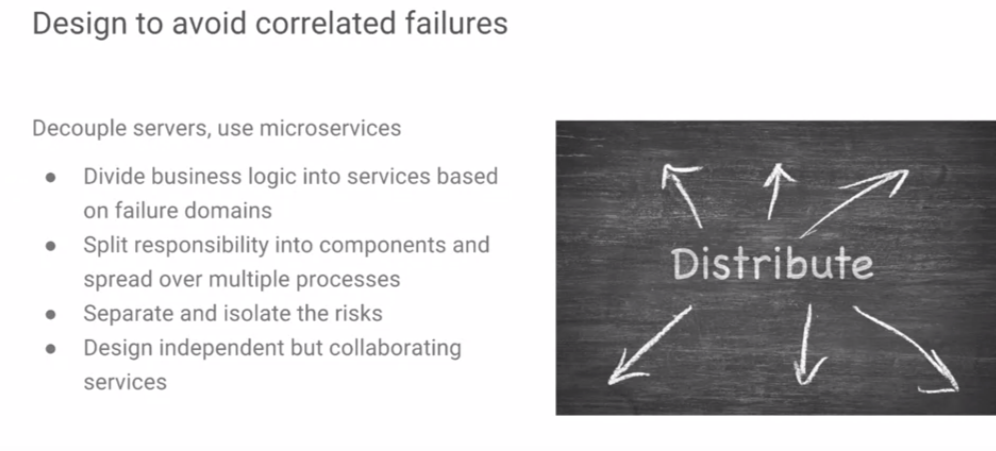 Design to avoid correlated failures
Decouple servers, use microservices
● Divide business logic into services based
on failure domains
● Split responsibility into components and
spread over multiple processes
● Separate and isolate the risks
● Design independent but collaborating
services
Distribute